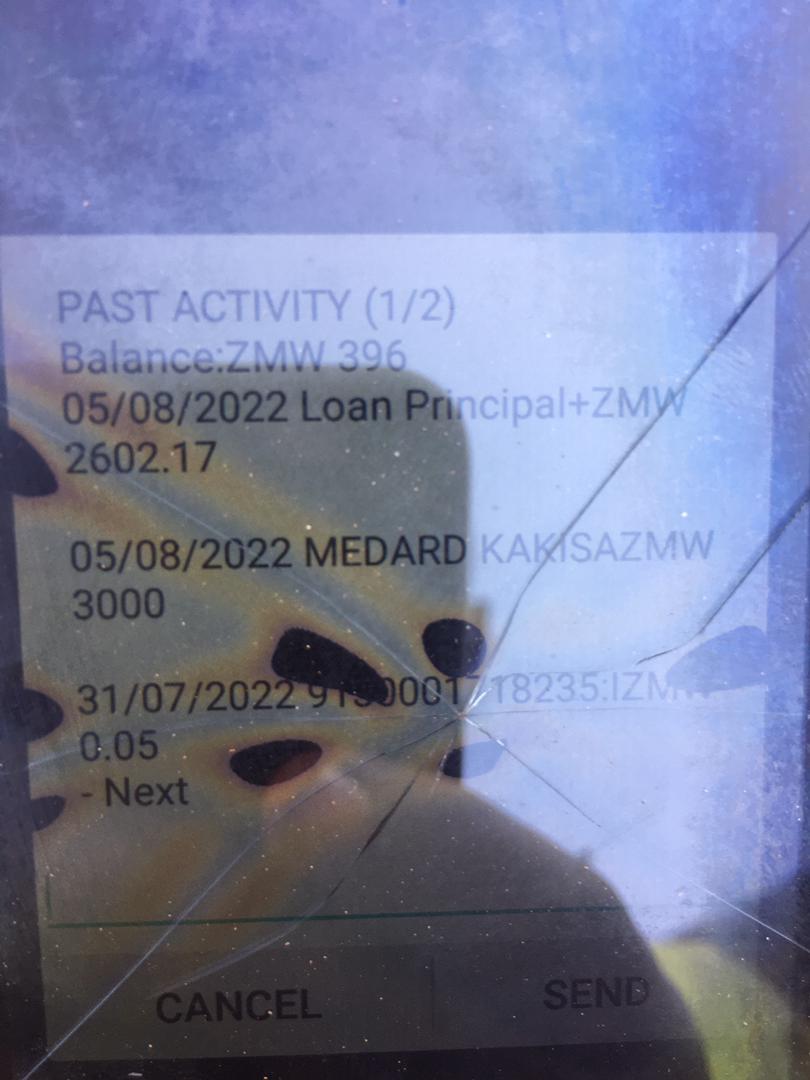 PAST ACTIVITY (1/2)
Balance:ZMW 396
05/08/2022 Loan Principal+ZMW
2602.17
05/08/2022 MEDARD KAKISAZMW
3000
31/07/2022
0.05
- Next
CANCEL
SEND